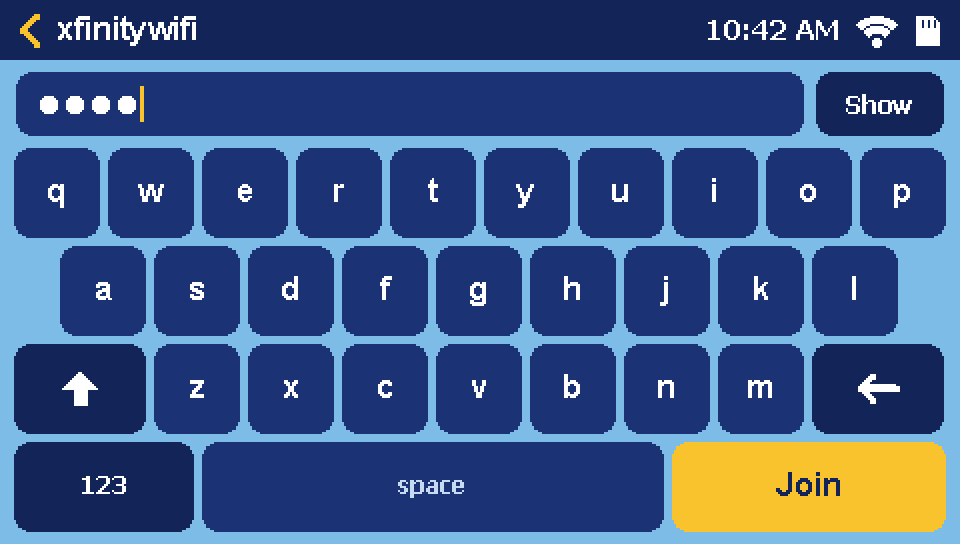 xfinitywifi 10:42 AM
●●●● Show
q w e r t y u i o p
a s d f g h j k l
z x c v b n m
123 space Join